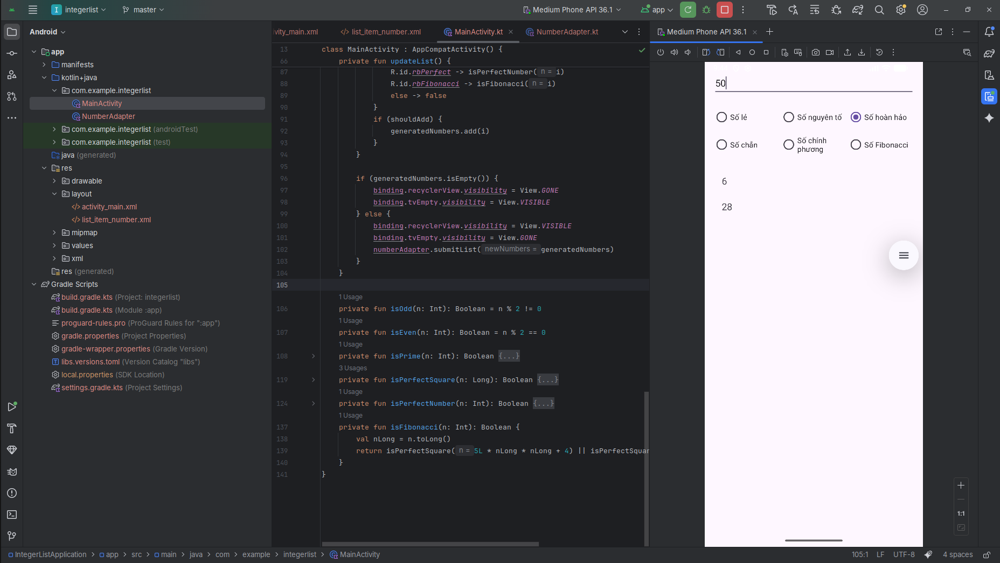 integerlist
master
Medium Phone API 36.1
app
Android
ivity_main.xml
list_item_number.xml
MainActivity.kt
NumberAdapter.kt
Medium Phone API 36.1
app
manifests
kotlin+java
com.example.integerlist
MainActivity
NumberAdapter
com.example.integerlist (androidTest)
com.example.integerlist (test)
java (generated)
res
drawable
layout
activity_main.xml
list_item_number.xml
mipmap
values
xml
res (generated)
Gradle Scripts
build.gradle.kts (Project: integerlist)
build.gradle.kts (Module :app)
proguard-rules.pro (ProGuard Rules for ":app")
gradle.properties (Project Properties)
gradle-wrapper.properties (Gradle Version)
libs.versions.toml (Version Catalog "libs")
local.properties (SDK Location)
settings.gradle.kts (Project Settings)
13 class MainActivity : AppCompatActivity() {
66 private fun updateList() {
87 R.id.rbPerfect -> isPerfectNumber( n = i)
88 R.id.rbFibonacci -> isFibonacci( n = i)
89 else -> false
90 }
91 if (shouldAdd) {
92 generatedNumbers.add(i)
93 }
94 }
95
96 if (generatedNumbers.isEmpty()) {
97 binding.recyclerView.visibility = View.GONE
98 binding.tvEmpty.visibility = View.VISIBLE
99 } else {
100 binding.recyclerView.visibility = View.VISIBLE
101 binding.tvEmpty.visibility = View.GONE
102 numberAdapter.submitList( newNumbers = generatedNumbers)
103 }
104 }
105
1 Usage
106 private fun isOdd(n: Int): Boolean = n % 2 != 0
1 Usage
107 private fun isEven(n: Int): Boolean = n % 2 == 0
1 Usage
108 private fun isPrime(n: Int): Boolean {...}
3 Usages
119 private fun isPerfectSquare(n: Long): Boolean {...}
1 Usage
124 private fun isPerfectNumber(n: Int): Boolean {...}
1 Usage
137 private fun isFibonacci(n: Int): Boolean {
138 val nLong = n.toLong()
139 return isPerfectSquare( n = 5L * nLong * nLong + 4) || isPerfectSquar
140 }
141 }
50
Số lẻ
Số nguyên tố
Số hoàn hảo
Số chẵn
Số chính
phương
Số Fibonacci
6
28
1:1
IntegerListApplication > app > src > main > java > com > example > integerlist > MainActivity
105:1 LF UTF-8 4 spaces